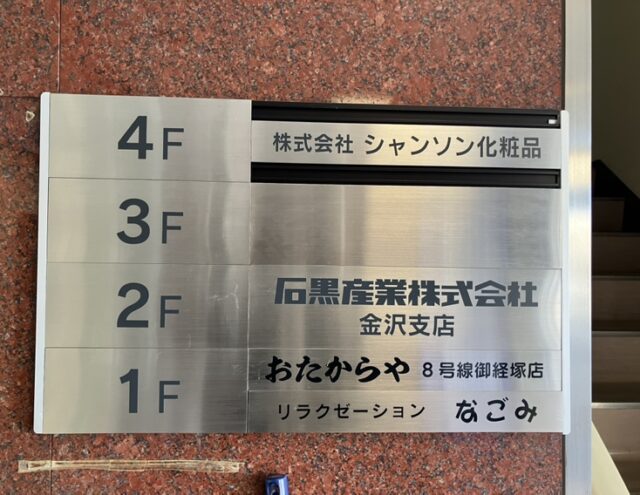 4F
株式会社 シャンソン化粧品
3F
2F
石黒産業株式会社
金沢支店
1F
おたからや 8号線御経塚店
リラクゼーション なごみ